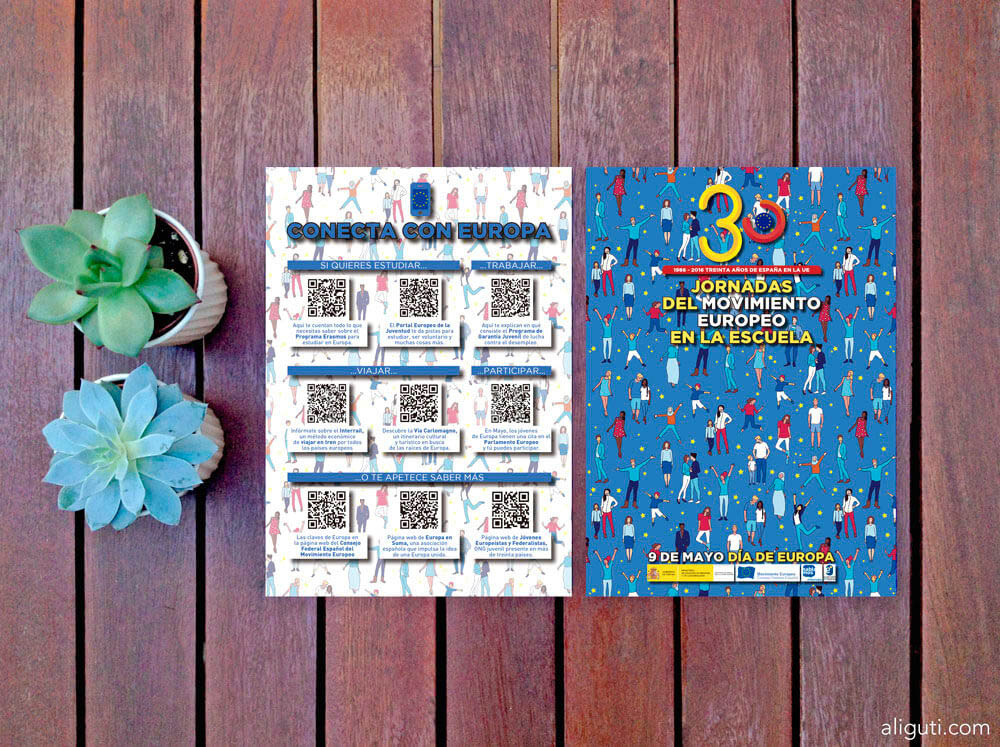 CONECTA CON EUROPA
SI QUIERES ESTUDIAR...
...TRABAJAR...
Aquí te cuentan todo lo que
necesitas saber sobre el
Programa Erasmus para
estudiar en Europa.
El Portal Europeo de la
Juventud te da pistas para
estudiar, ser voluntario y
muchas cosas más.
Aquí te explican en qué
consiste el Programa de
Garantía Juvenil de lucha
contra el desempleo.
...VIAJAR...
...PARTICIPAR...
Infórmate sobre el Interrail,
un método económico
de viajar en tren por todos
los países europeos.
Descubre la Vía Carlomagno,
un itinerario cultural
y turístico en busca
de las raíces de Europa.
En Mayo, los jóvenes
de Europa tienen una cita en el
Parlamento Europeo
y tú puedes participar.
...O TE APETECE SABER MÁS
Las claves de Europa en
la página web del Consejo
Federal Español del
Movimiento Europeo
Página web de Europa en
Suma, una asociación
española que impulsa la idea
de una Europa unida.
Página web de Jóvenes
Europeístas y Federalistas,
ONG juvenil presente en más
de treinta países.
30
1986 - 2016 TREINTA AÑOS DE ESPAÑA EN LA UE
JORNADAS
DEL MOVIMIENTO
EUROPEO
EN LA ESCUELA
9 DE MAYO DÍA DE EUROPA
Movimiento Europeo
aliguti.com